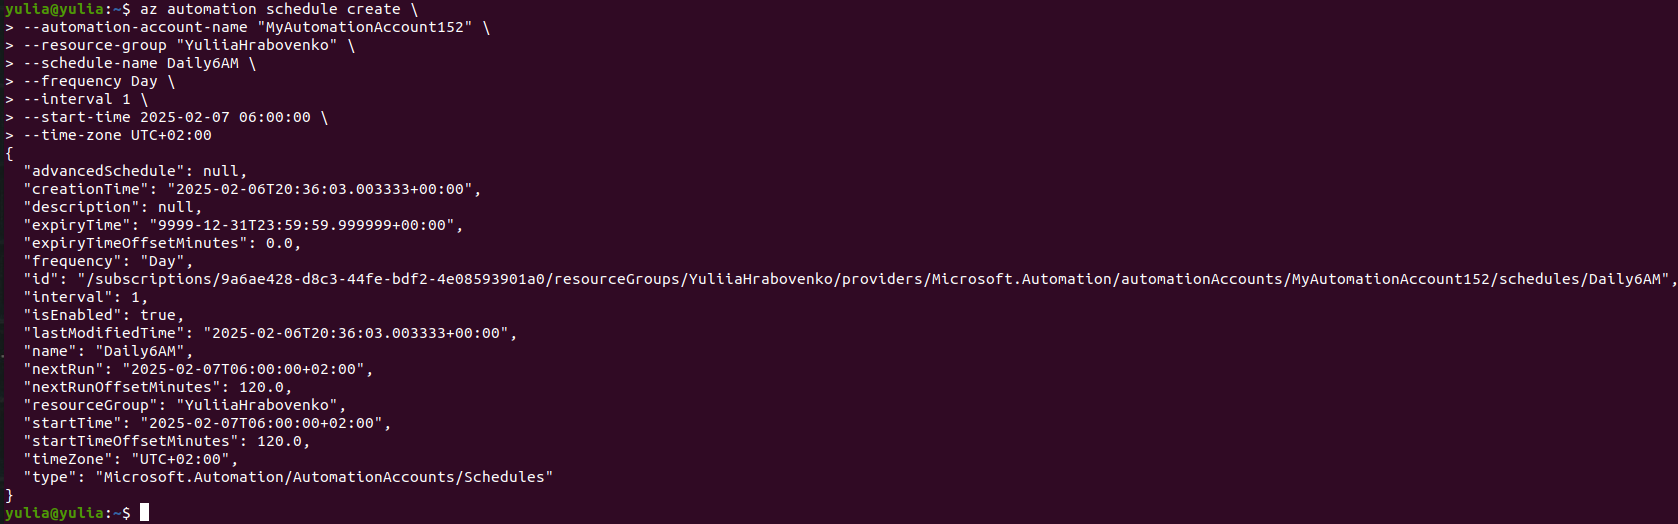 yulia@yulia:~$ az automation schedule create \
> --automation-account-name "MyAutomationAccount152" \
> --resource-group "YuliiaHrabovenko" \
> --schedule-name Daily6AM \
> --frequency Day \
> --interval 1 \
> --start-time 2025-02-07 06:00:00 \
> --time-zone UTC+02:00
{
  "advancedSchedule": null,
  "creationTime": "2025-02-06T20:36:03.003333+00:00",
  "description": null,
  "expiryTime": "9999-12-31T23:59:59.999999+00:00",
  "expiryTimeOffsetMinutes": 0.0,
  "frequency": "Day",
  "id": "/subscriptions/9a6ae428-d8c3-44fe-bdf2-4e08593901a0/resourceGroups/YuliiaHrabovenko/providers/Microsoft.Automation/automationAccounts/MyAutomationAccount152/schedules/Daily6AM",
  "interval": 1,
  "isEnabled": true,
  "lastModifiedTime": "2025-02-06T20:36:03.003333+00:00",
  "name": "Daily6AM",
  "nextRun": "2025-02-07T06:00:00+02:00",
  "nextRunOffsetMinutes": 120.0,
  "resourceGroup": "YuliiaHrabovenko",
  "startTime": "2025-02-07T06:00:00+02:00",
  "startTimeOffsetMinutes": 120.0,
  "timeZone": "UTC+02:00",
  "type": "Microsoft.Automation/AutomationAccounts/Schedules"
}
yulia@yulia:~$